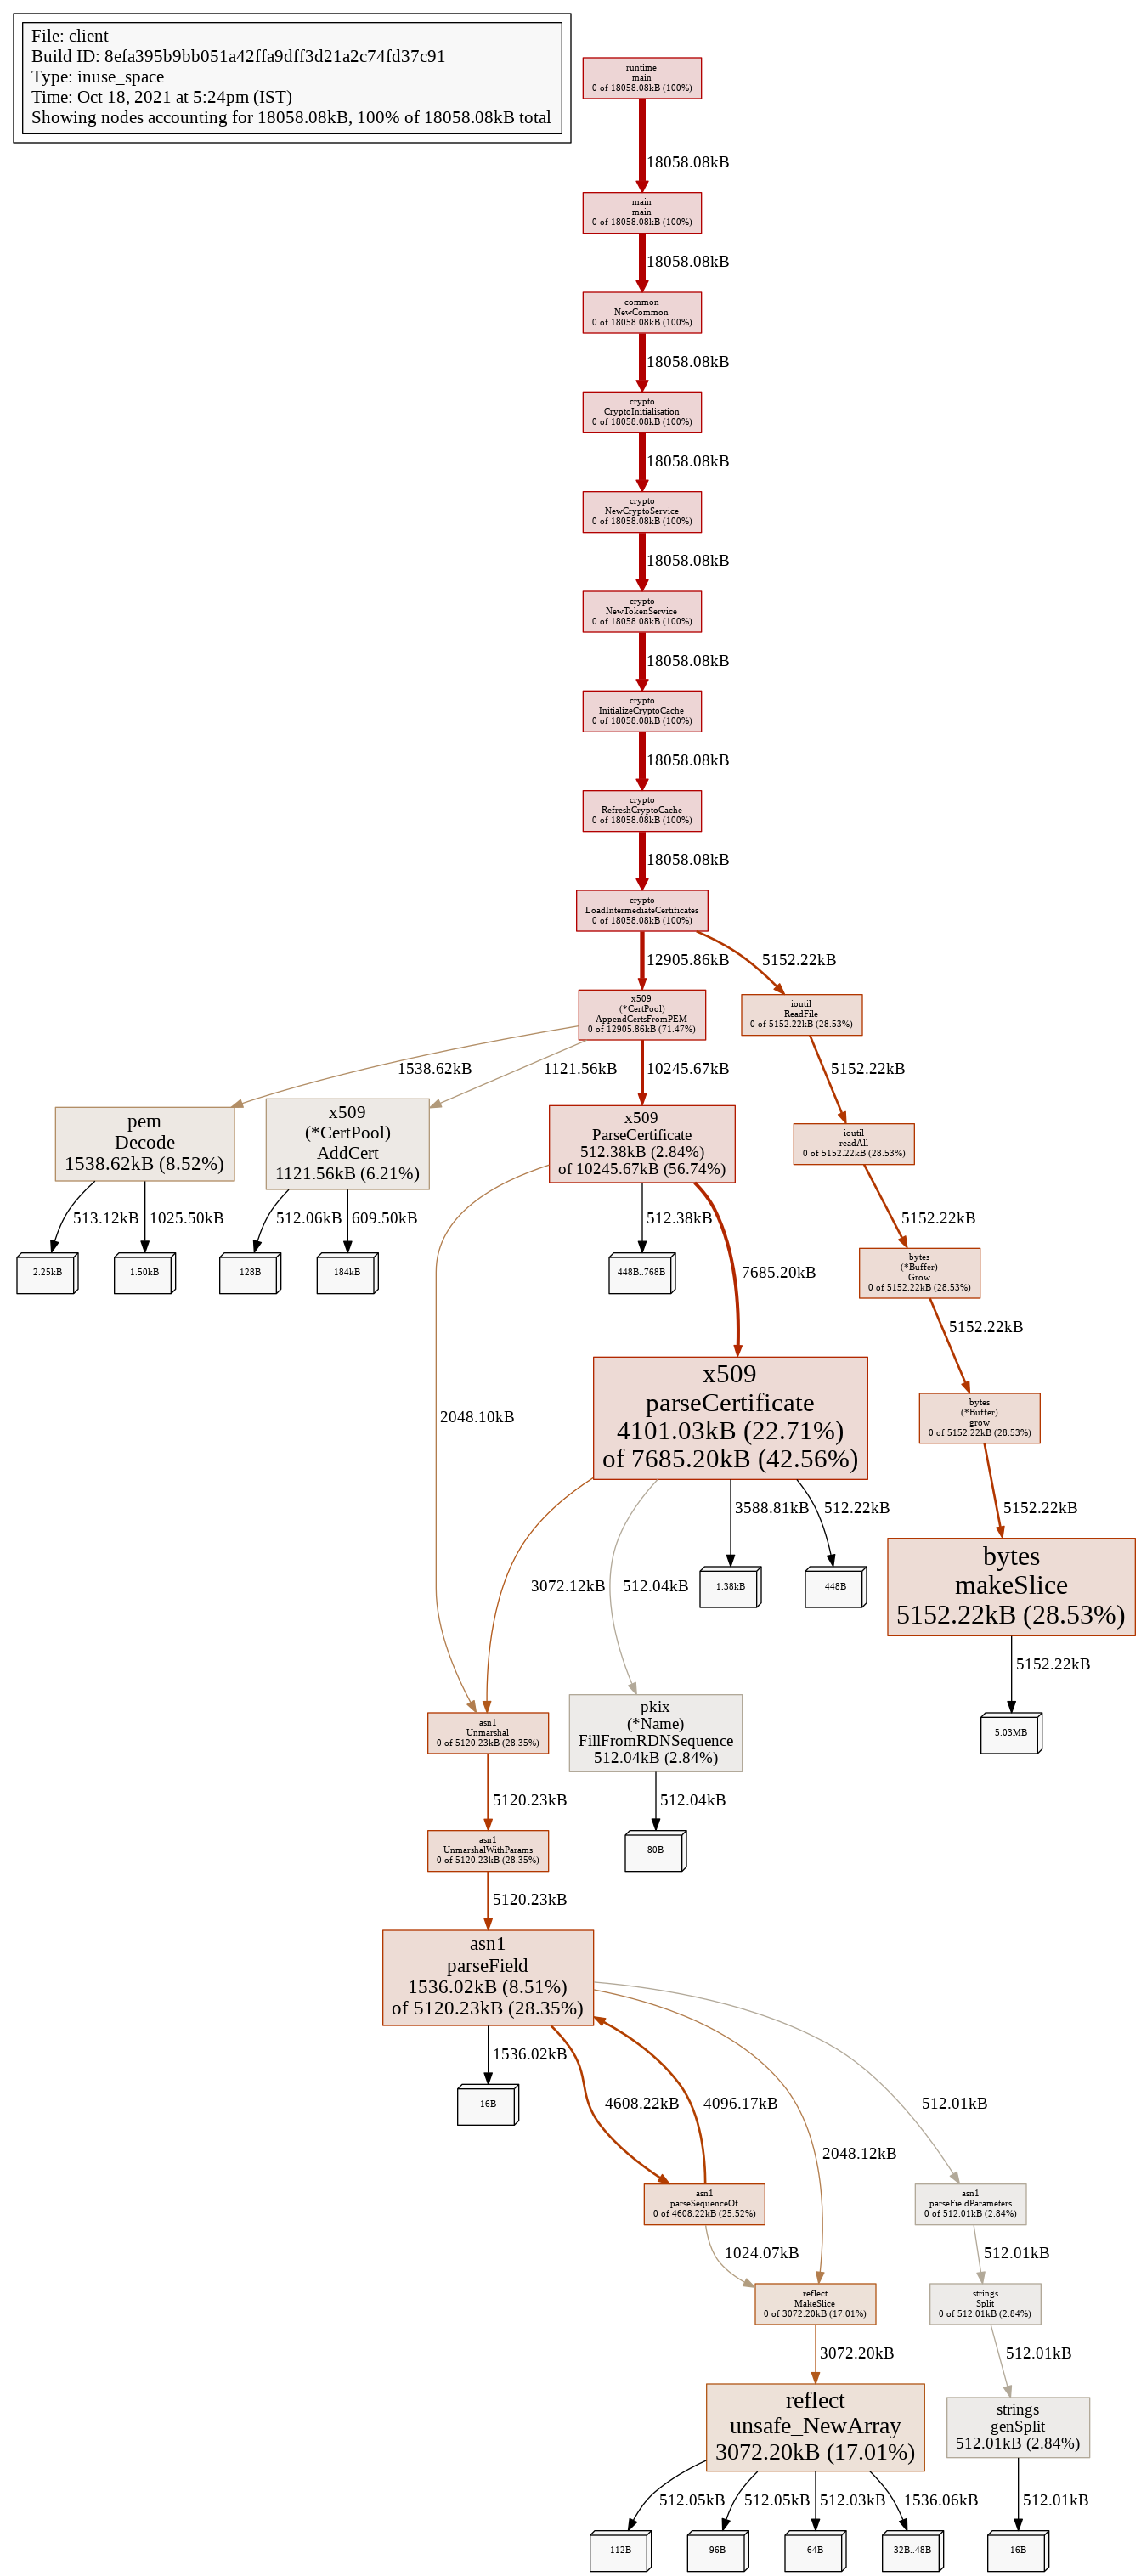 File: client
Build ID: 8efa395b9bb051a42ffa9dff3d21a2c74fd37c91
Type: inuse_space
Time: Oct 18, 2021 at 5:24pm (IST)
Showing nodes accounting for 18058.08kB, 100% of 18058.08kB total
runtime
main
0 of 18058.08kB (100%)
18058.08kB
main
main
0 of 18058.08kB (100%)
18058.08kB
common
NewCommon
0 of 18058.08kB (100%)
18058.08kB
crypto
CryptoInitialisation
0 of 18058.08kB (100%)
18058.08kB
crypto
NewCryptoService
0 of 18058.08kB (100%)
18058.08kB
crypto
NewTokenService
0 of 18058.08kB (100%)
18058.08kB
crypto
InitializeCryptoCache
0 of 18058.08kB (100%)
18058.08kB
crypto
RefreshCryptoCache
0 of 18058.08kB (100%)
18058.08kB
crypto
LoadIntermediateCertificates
0 of 18058.08kB (100%)
12905.86kB
5152.22kB
x509
(*CertPool)
AppendCertsFromPEM
0 of 12905.86kB (71.47%)
ioutil
ReadFile
0 of 5152.22kB (28.53%)
1538.62kB
1121.56kB
10245.67kB
5152.22kB
pem
Decode
1538.62kB (8.52%)
x509
(*CertPool)
AddCert
1121.56kB (6.21%)
x509
ParseCertificate
512.38kB (2.84%)
of 10245.67kB (56.74%)
ioutil
readAll
0 of 5152.22kB (28.53%)
513.12kB
1025.50kB
512.06kB
609.50kB
512.38kB
7685.20kB
5152.22kB
2.25kB
1.50kB
128B
184kB
448B..768B
bytes
(*Buffer)
Grow
0 of 5152.22kB (28.53%)
5152.22kB
2048.10kB
x509
parseCertificate
4101.03kB (22.71%)
of 7685.20kB (42.56%)
bytes
(*Buffer)
grow
0 of 5152.22kB (28.53%)
3072.12kB
512.04kB
3588.81kB
512.22kB
5152.22kB
1.38kB
448B
bytes
makeSlice
5152.22kB (28.53%)
5152.22kB
5.03MB
asn1
Unmarshal
0 of 5120.23kB (28.35%)
pkix
(*Name)
FillFromRDNSequence
512.04kB (2.84%)
5120.23kB
512.04kB
asn1
UnmarshalWithParams
0 of 5120.23kB (28.35%)
80B
5120.23kB
asn1
parseField
1536.02kB (8.51%)
of 5120.23kB (28.35%)
1536.02kB
4608.22kB
4096.17kB
2048.12kB
512.01kB
16B
asn1
parseSequenceOf
0 of 4608.22kB (25.52%)
asn1
parseFieldParameters
0 of 512.01kB (2.84%)
1024.07kB
512.01kB
reflect
MakeSlice
0 of 3072.20kB (17.01%)
strings
Split
0 of 512.01kB (2.84%)
3072.20kB
512.01kB
reflect
unsafe_NewArray
3072.20kB (17.01%)
strings
genSplit
512.01kB (2.84%)
512.05kB
512.05kB
512.03kB
1536.06kB
512.01kB
112B
96B
64B
32B..48B
16B